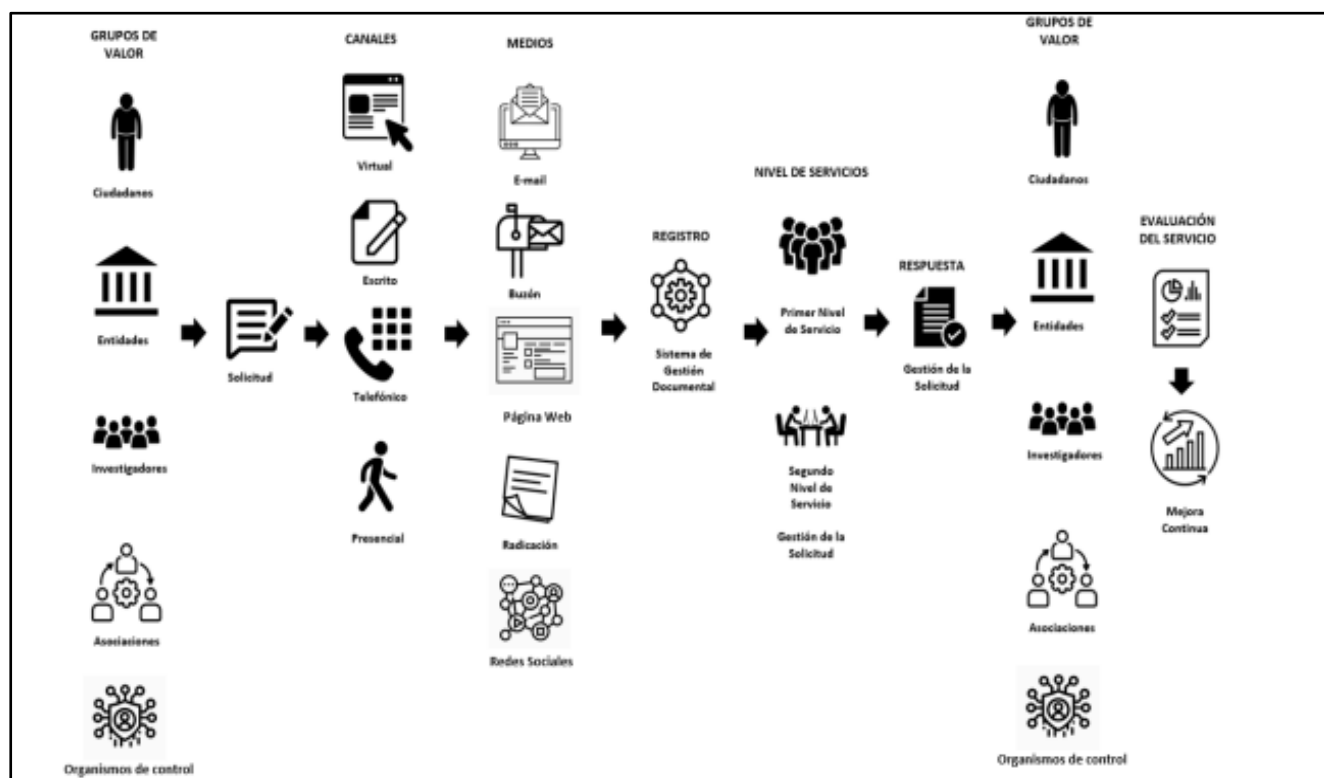 GRUPOS DE
VALOR
Ciudadanos
Entidades
Investigadores
Asociaciones
Organismos de control
Solicitud
CANALES
Virtual
Escrito
Telefónico
Presencial
MEDIOS
E-mail
Buzón
Página Web
Radicación
Redes Sociales
REGISTRO
Sistema de
Gestión
Documental
NIVEL DE SERVICIOS
Primer Nivel
de Servicio
Segundo
Nivel de
Servicio
Gestión de la
Solicitud
RESPUESTA
Gestión de la
Solicitud
GRUPOS DE
VALOR
Ciudadanos
Entidades
Investigadores
Asociaciones
Organismos de control
EVALUACIÓN
DEL SERVICIO
Mejora
Continua